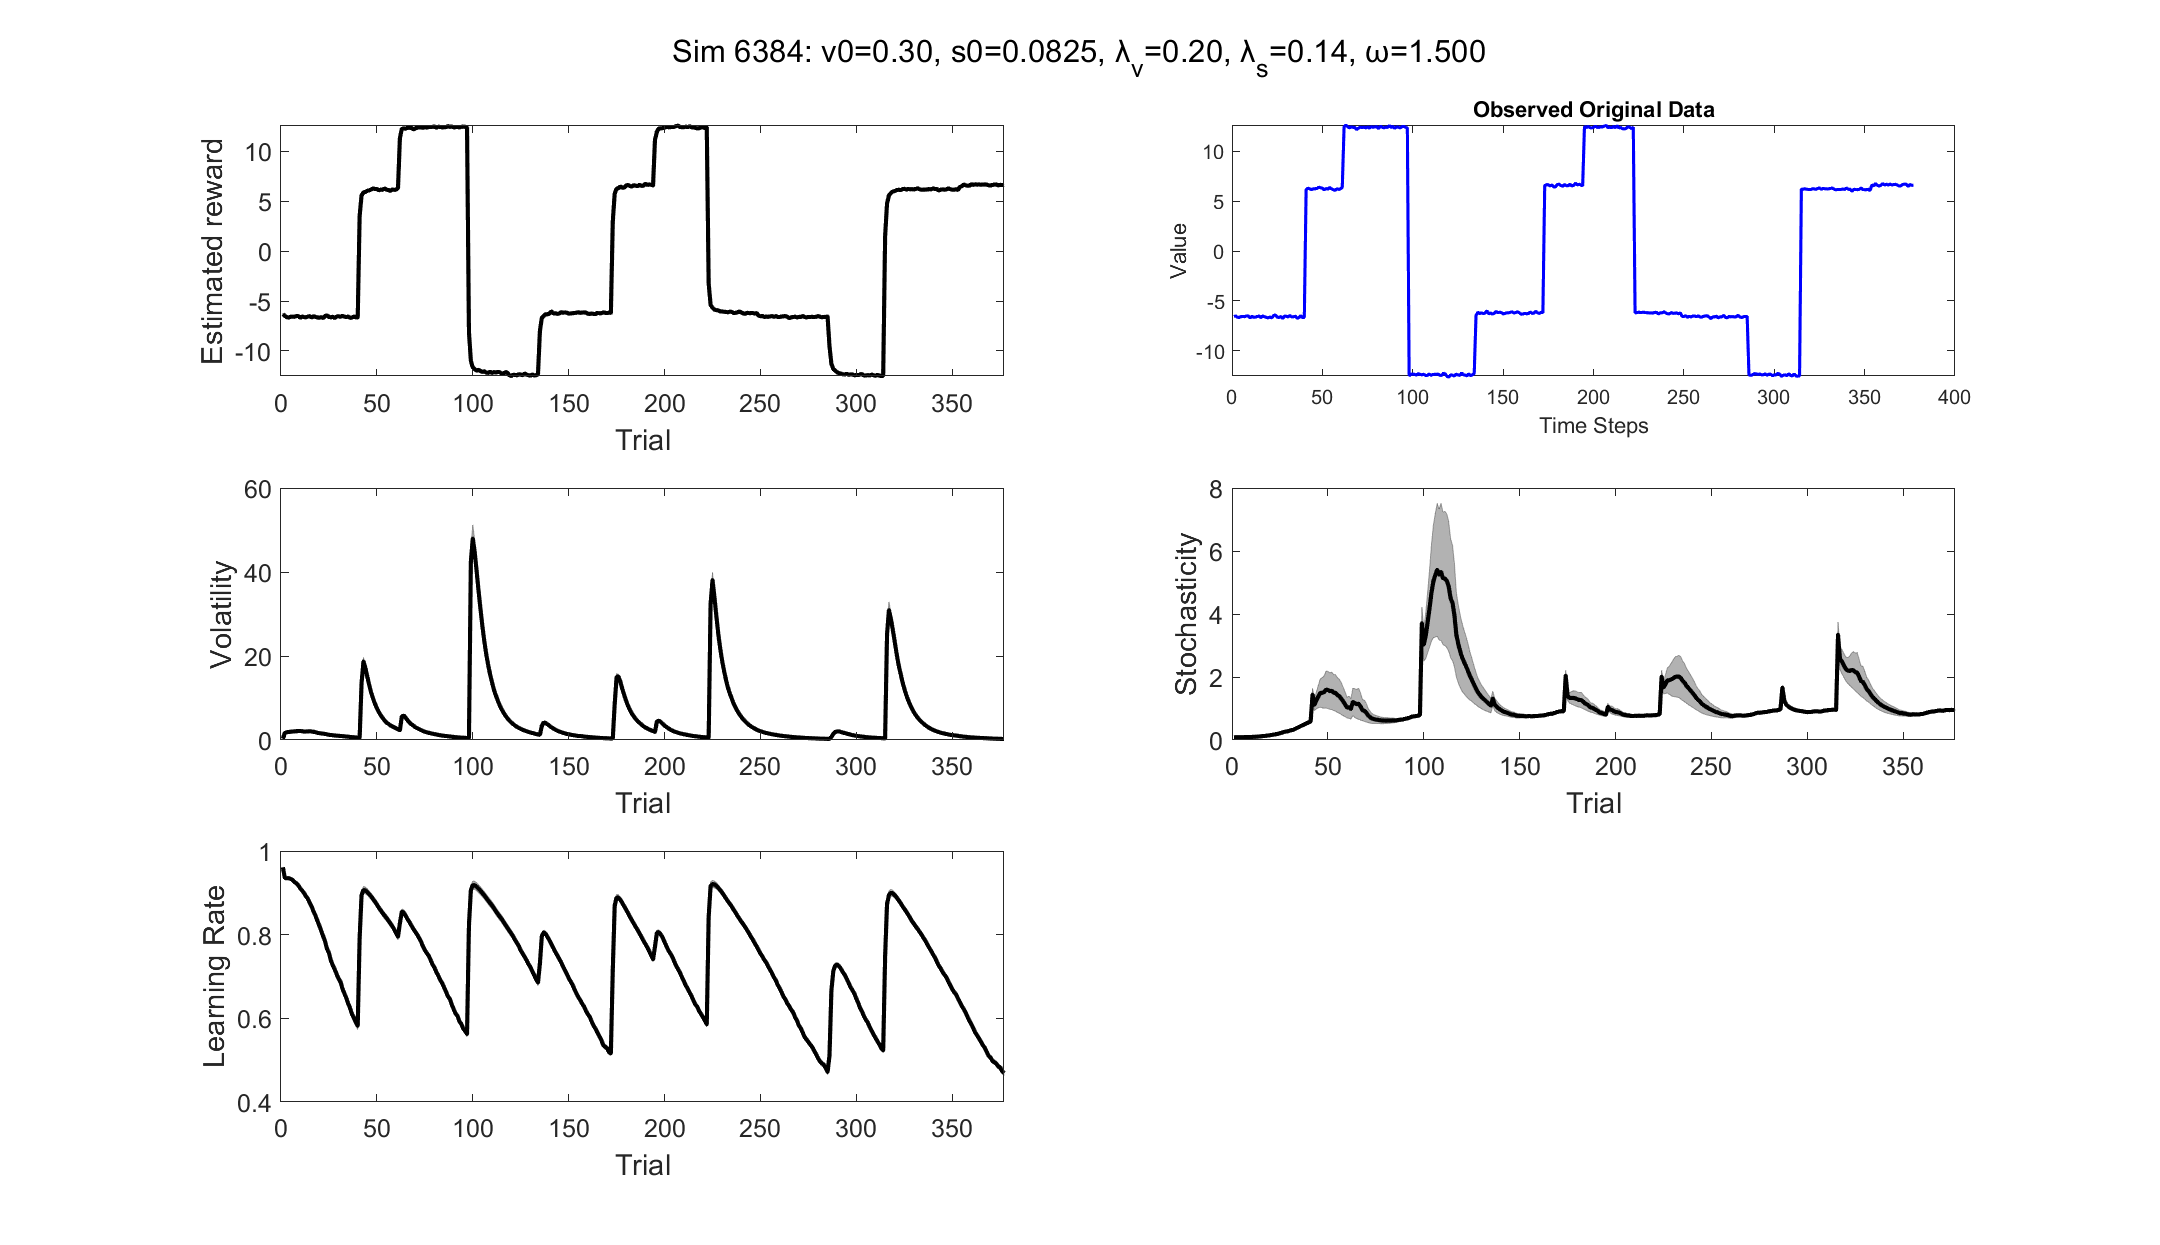 Sim 6384: v0=0.30, s0=0.0825, λv=0.20, λs=0.14, ω=1.500
Estimated reward
10
5
0
-5
-10
0 50 100 150 200 250 300 350
Trial
Observed Original Data
Value
10
5
0
-5
-10
0 50 100 150 200 250 300 350 400
Time Steps
Volatility
60
40
20
0
0 50 100 150 200 250 300 350
Trial
Stochasticity
8
6
4
2
0
0 50 100 150 200 250 300 350
Trial
Learning Rate
1
0.8
0.6
0.4
0 50 100 150 200 250 300 350
Trial